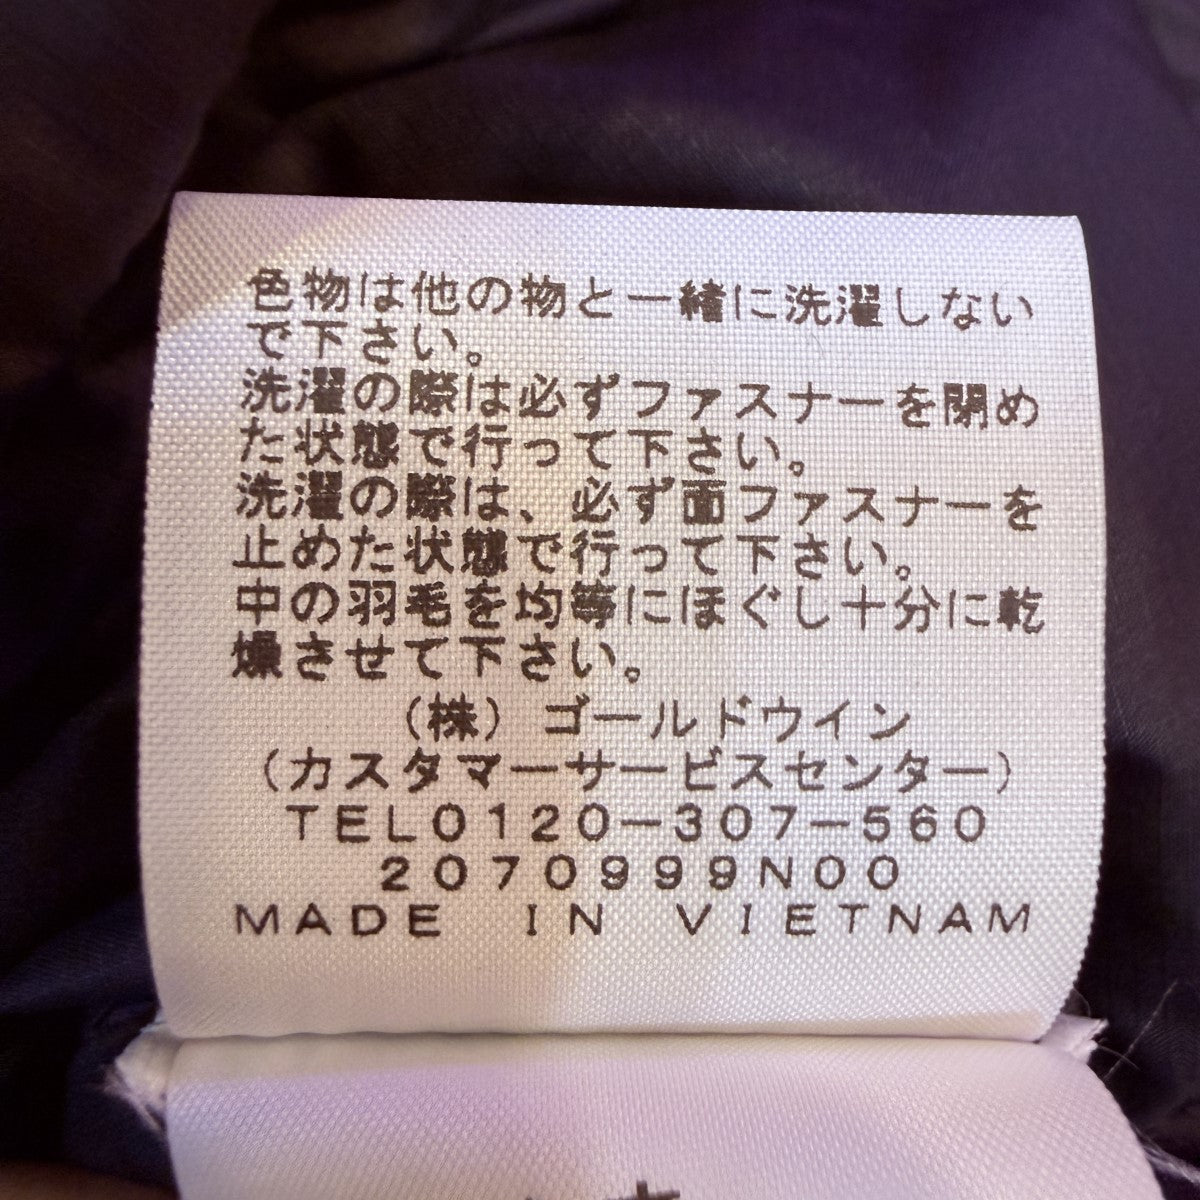 色物は他の物と一緒に洗濯しない
で下さい。
洗濯の際は必ずファスナーを閉め
た状態で行って下さい。
洗濯の際は、必ず面ファスナーを
止めた状態で行って下さい。
中の羽毛を均等にほぐし十分に乾
燥させて下さい。
(株) ゴールドウイン
(カスタマーサービスセンター)
TEL0120-307-560
2070999N00
MADE IN VIETNAM